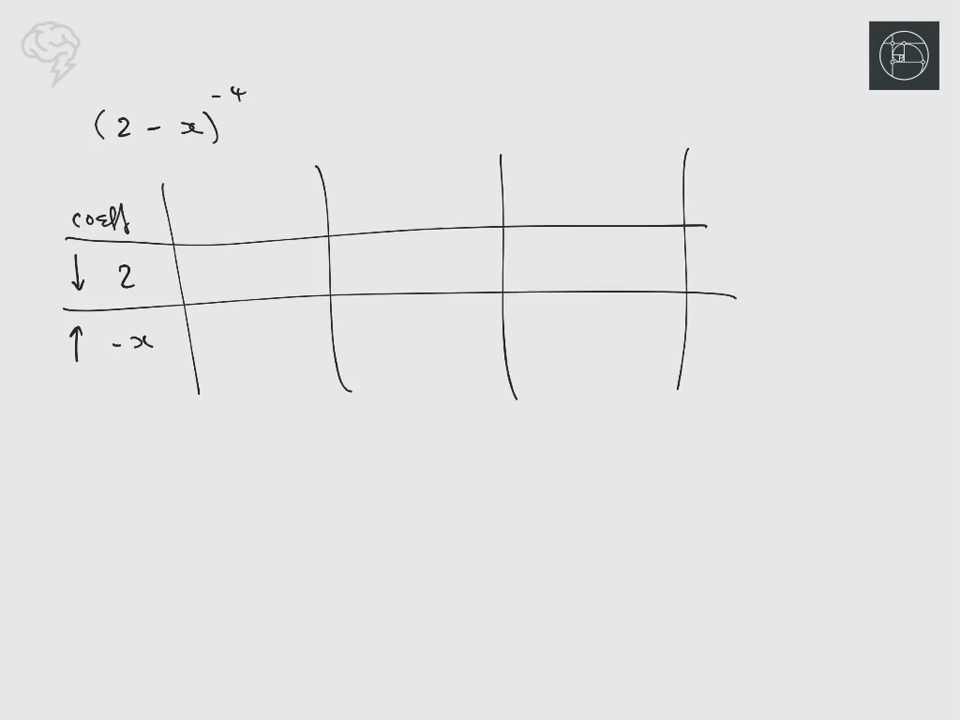 (2 - x)^-4
coeff
↓ 2
↑ -x